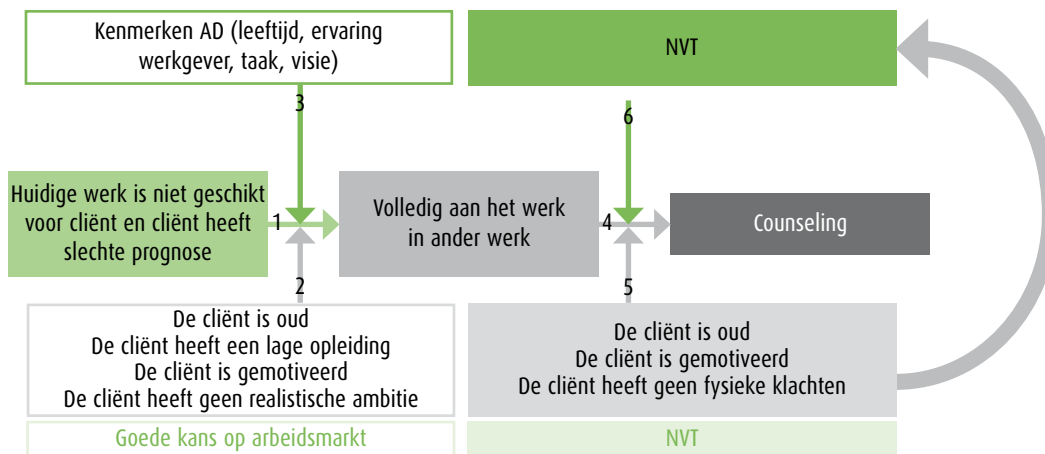 Kenmerken AD (leeftijd, ervaring
werkgever, taak, visie)
NVT
3
6
Huidige werk is niet geschikt
voor cliënt en cliënt heeft
slechte prognose
1
Volledig aan het werk
in ander werk
4
Counseling
2
5
De cliënt is oud
De cliënt heeft een lage opleiding
De cliënt is gemotiveerd
De cliënt heeft geen realistische ambitie
De cliënt is oud
De cliënt is gemotiveerd
De cliënt heeft geen fysieke klachten
Goede kans op arbeidsmarkt
NVT